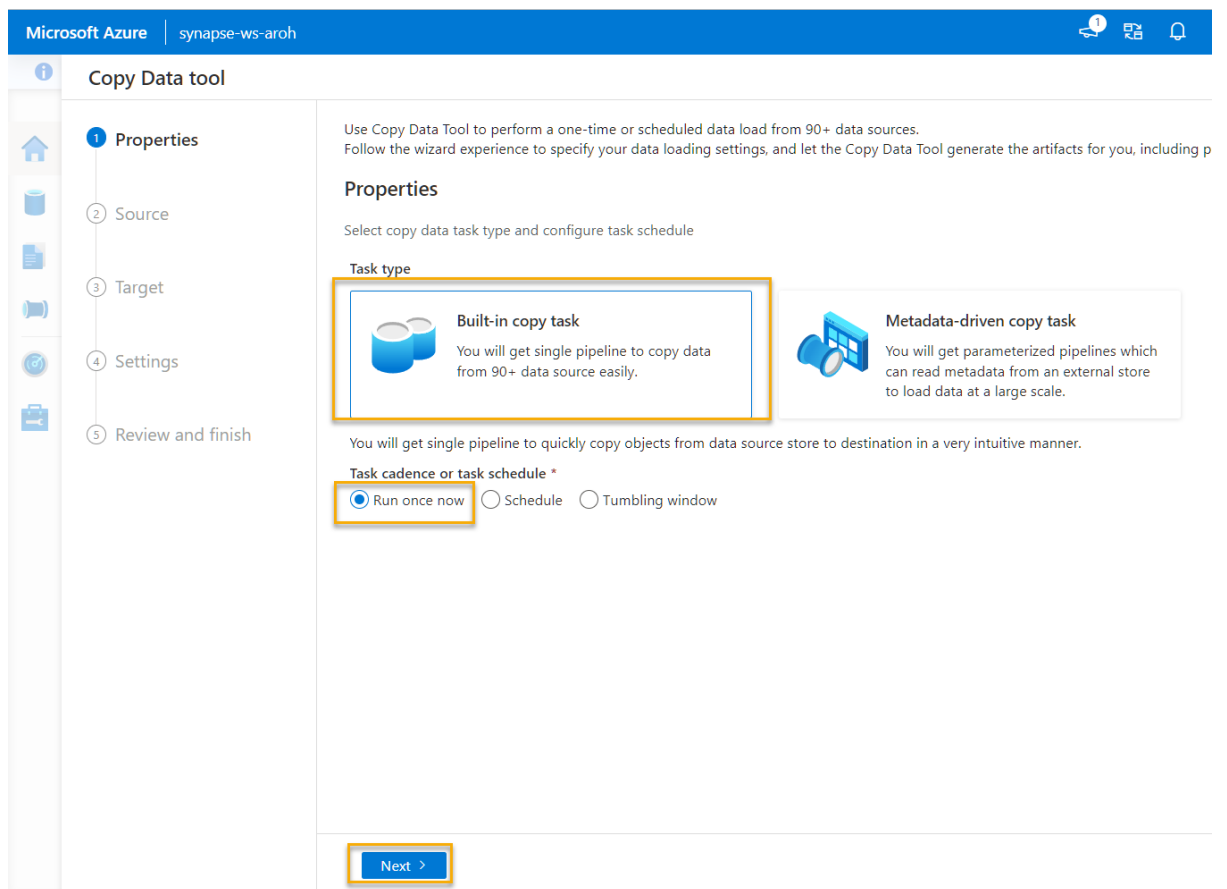 Microsoft Azure synapse-ws-aroh 1
Copy Data tool
1 Properties
2 Source
3 Target
4 Settings
5 Review and finish
Use Copy Data Tool to perform a one-time or scheduled data load from 90+ data sources.
Follow the wizard experience to specify your data loading settings, and let the Copy Data Tool generate the artifacts for you, including p
Properties
Select copy data task type and configure task schedule
Task type
Built-in copy task
You will get single pipeline to copy data
from 90+ data source easily.
Metadata-driven copy task
You will get parameterized pipelines which
can read metadata from an external store
to load data at a large scale.
You will get single pipeline to quickly copy objects from data source store to destination in a very intuitive manner.
Task cadence or task schedule *
Run once now Schedule Tumbling window
Next >